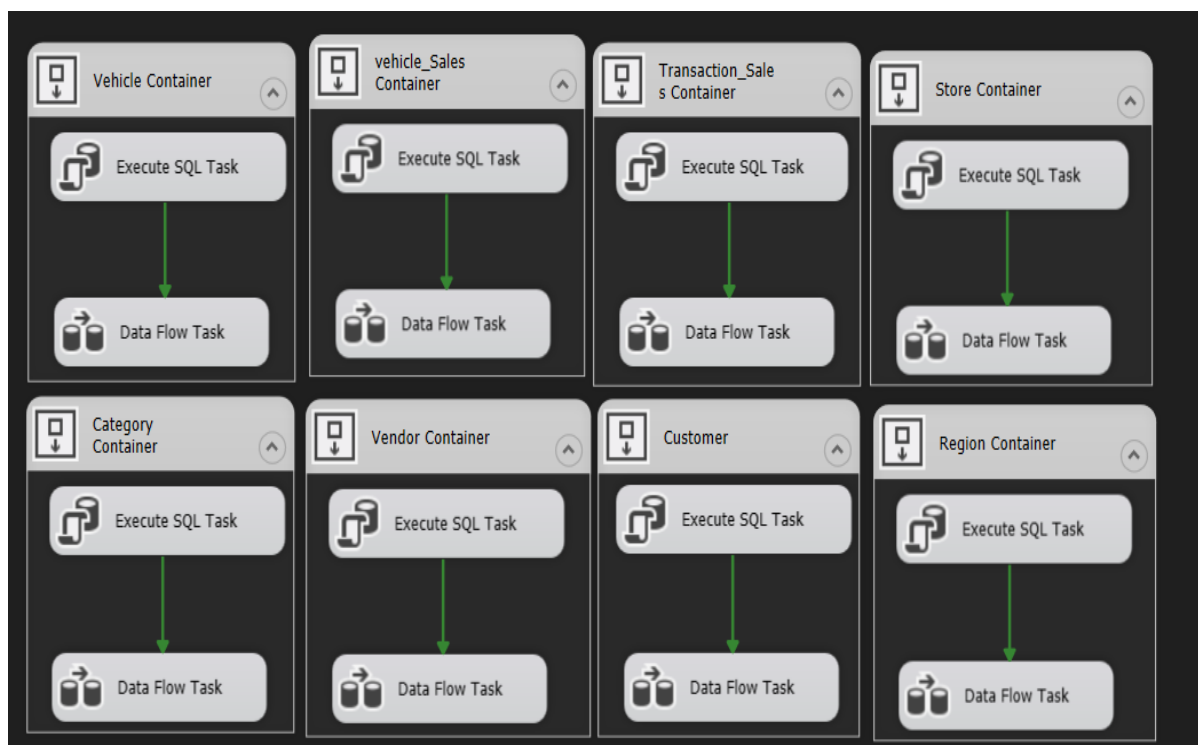 Vehicle Container
vehicle_Sales
Container
Transaction_Sale
s Container
Store Container
Execute SQL Task
Execute SQL Task
Execute SQL Task
Execute SQL Task
Data Flow Task
Data Flow Task
Data Flow Task
Data Flow Task
Category
Container
Vendor Container
Customer
Region Container
Execute SQL Task
Execute SQL Task
Execute SQL Task
Execute SQL Task
Data Flow Task
Data Flow Task
Data Flow Task
Data Flow Task